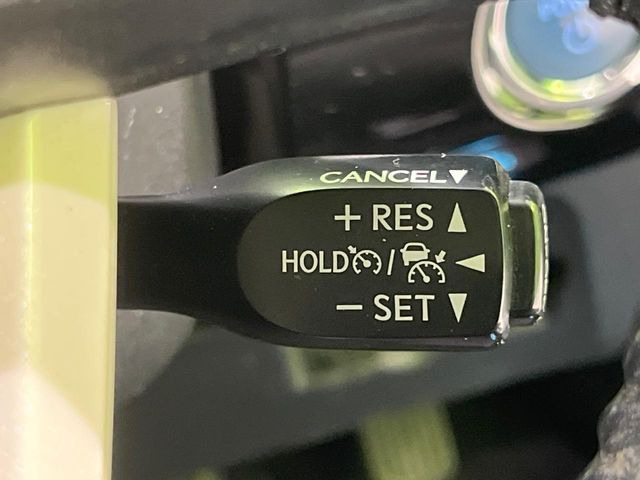 CANCEL▼
+ RES ▲
HOLD / ◀
− SET ▼